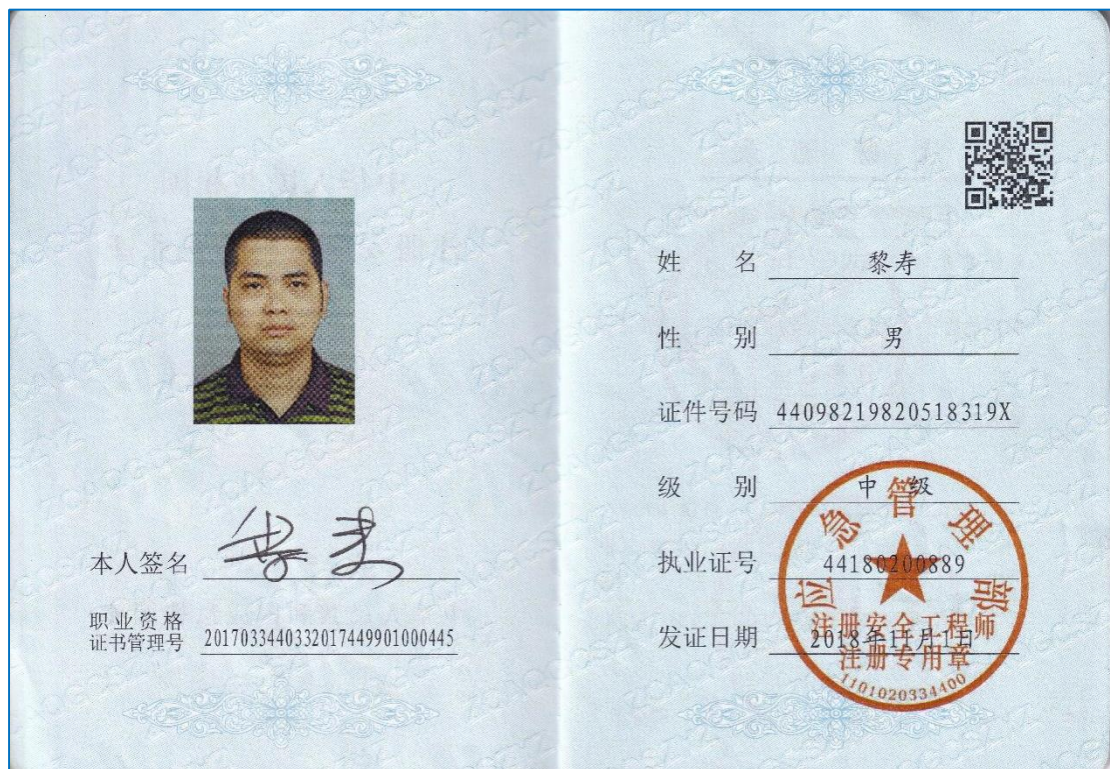 本人签名 黎寿
职业资格
证书管理号 2017033440332017449901000445
姓 名 黎寿
性 别 男
证件号码 44098219820518319X
级 别 中级
执业证号 44180200889
发证日期 2018年11月1日
应急管理部
注册安全工程师
注册专用章
1101020334400
ZCAQGCSZ